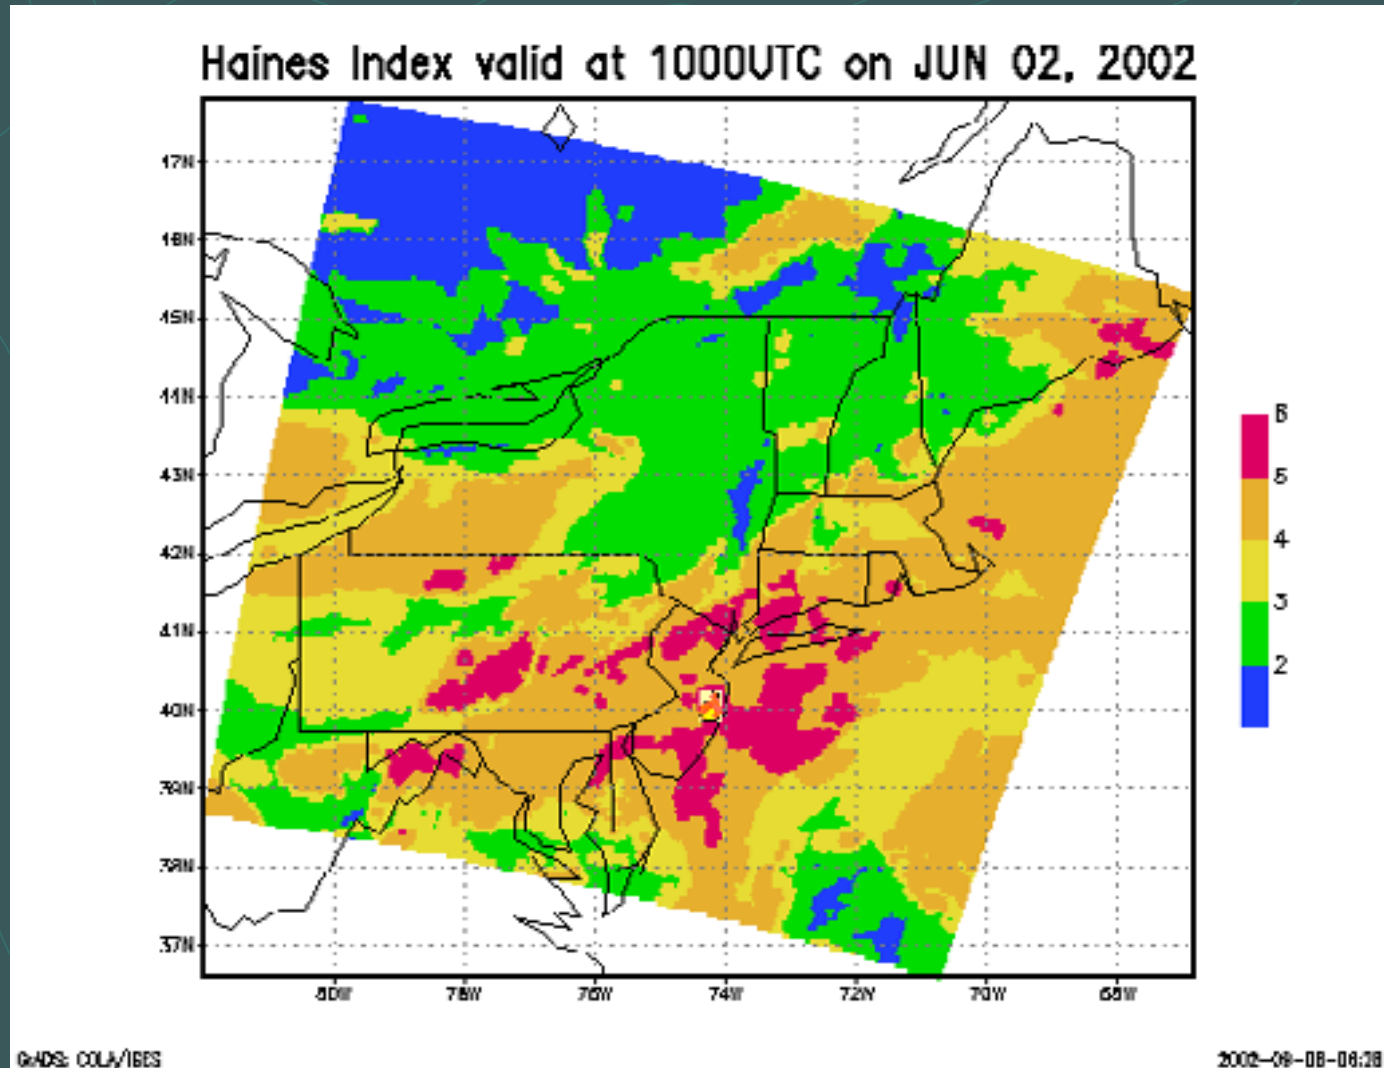 Haines Index valid at 1000UTC on JUN 02, 2002
47N
46N
45N
44N
43N
42N
41N
40N
39N
38N
37N
80W
78W
76W
74W
72W
70W
68W
6
5
4
3
2
GrADS: COLA/IGES